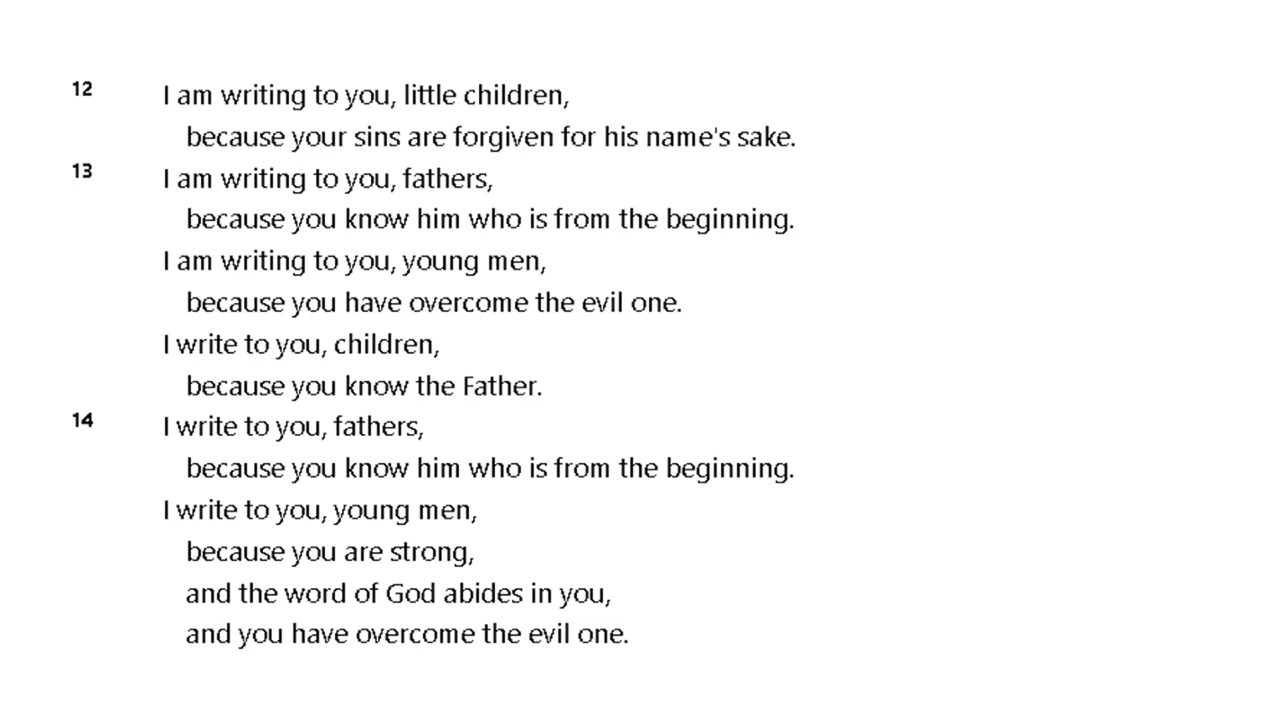 12 I am writing to you, little children,
because your sins are forgiven for his name's sake.
13 I am writing to you, fathers,
because you know him who is from the beginning.
I am writing to you, young men,
because you have overcome the evil one.
I write to you, children,
because you know the Father.
14 I write to you, fathers,
because you know him who is from the beginning.
I write to you, young men,
because you are strong,
and the word of God abides in you,
and you have overcome the evil one.